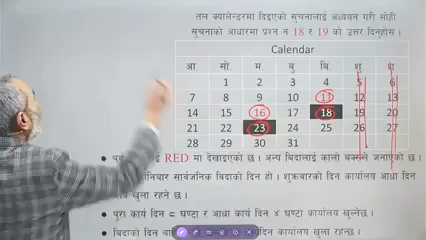 तल क्यालेन्डरमा दिइएको सूचनालाई अध्ययन गरी सोही
सूचनाको आधारमा प्रश्न न 18 र 19 को उत्तर दिनुहोस ।
Calendar
आ सो. म. बु बि शु श
1 2 3 4 5 6
7 8 9 10 11 12 13
14 15 16 17 18 19 20
21 22 23 24 25 26 27
28 29 30 31
RED मा देखाइएको छ । अन्य बिदालाई कालो बक्सले जनाएको छ ।
सार्वजनिक बिदाको दिन हो । शुक्रबारको दिन कार्यालय आधा दिन
खुला रहने छ ।
• पुरा कार्य दिन ८ घण्टा र आधा कार्य दिन ४ घण्टा कार्यालय खुल्नेछ ।
• बिदाको दिन कार्यालय खुला रहन्छ ।